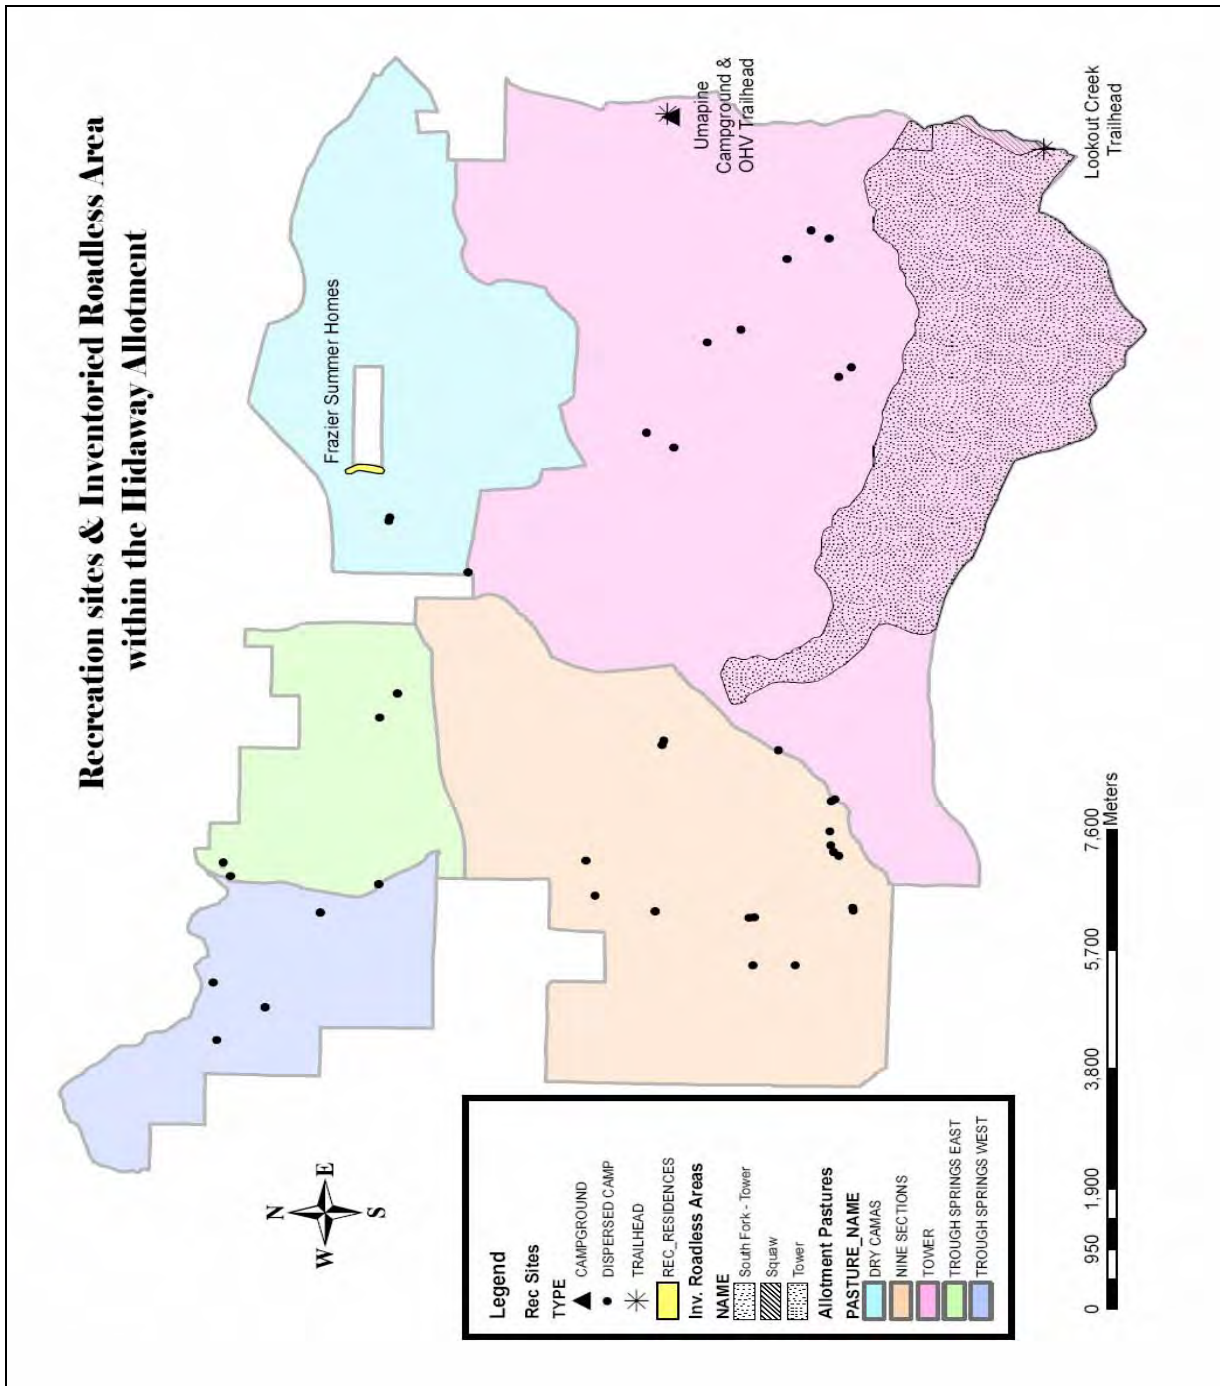 Recreation sites & Inventoried Roadless Area
within the Hidaway Allotment
Frazier Summer Homes
Umapine
Campground &
OHV Trailhead
Lookout Creek
Trailhead
N
W
E
S
Legend
Rec Sites
TYPE
CAMPGROUND
DISPERSED CAMP
TRAILHEAD
REC_RESIDENCES
Inv. Roadless Areas
NAME
South Fork - Tower
Squaw
Tower
Allotment Pastures
PASTURE_NAME
DRY CAMAS
NINE SECTIONS
TOWER
TROUGH SPRINGS EAST
TROUGH SPRINGS WEST
0 950 1,900 3,800 5,700 7,600
Meters